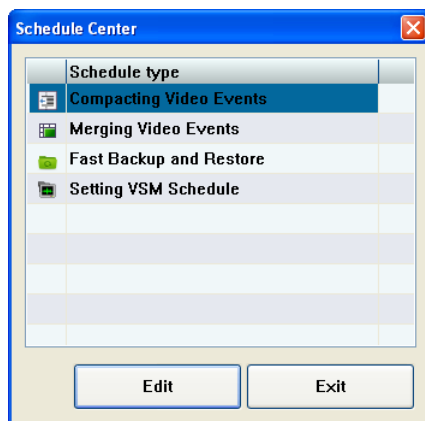 Schedule Center
Schedule type
Compacting Video Events
Merging Video Events
Fast Backup and Restore
Setting VSM Schedule
Edit Exit